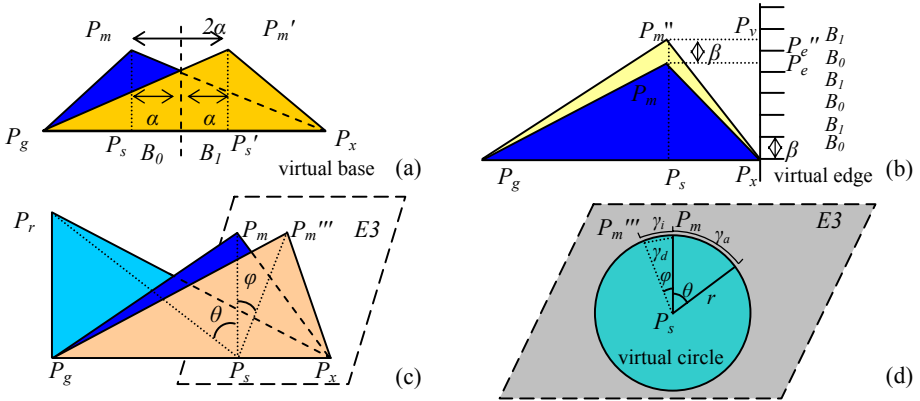 P_m 2α P_m'
α α
P_g P_s B_0 B_1 P_s' P_x
virtual base (a)
P_m'' P_v B_1
β P_e'' B_0
P_e B_1
P_m B_0
B_1
B_0
β
P_g P_s P_x virtual edge (b)
P_r P_m P_m''' E3
φ
θ
P_g P_s P_x (c)
E3
P_m''' γ_i P_m
γ_a
γ_d
φ θ r
P_s
virtual circle
(d)